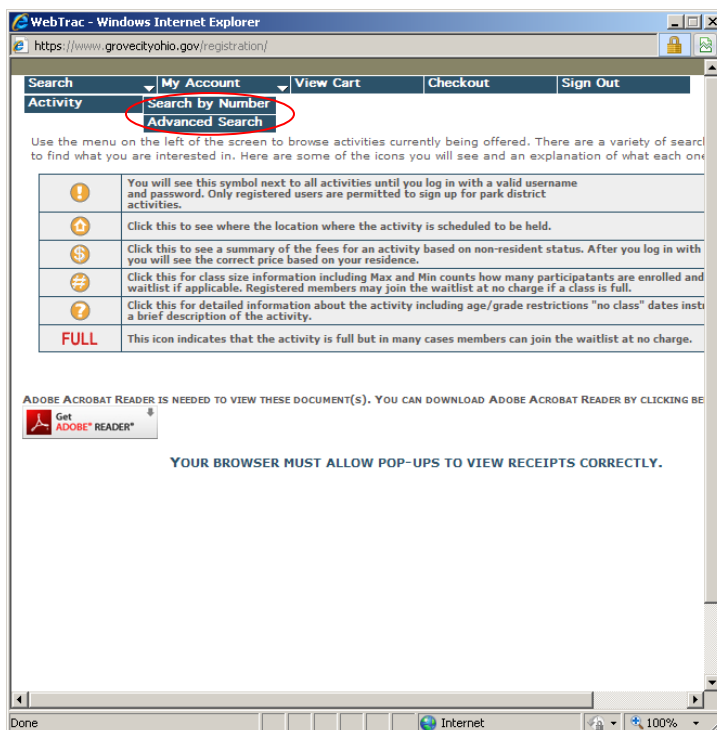 WebTrac - Windows Internet Explorer
https://www.grovecityohio.gov/registration/
Search My Account View Cart Checkout Sign Out
Activity Search by Number
Advanced Search
Use the menu on the left of the screen to browse activities currently being offered. There are a variety of searc
to find what you are interested in. Here are some of the icons you will see and an explanation of what each one
! You will see this symbol next to all activities until you log in with a valid username
and password. Only registered users are permitted to sign up for park district
activities.
Click this to see where the location where the activity is scheduled to be held.
$ Click this to see a summary of the fees for an activity based on non-resident status. After you log in with
you will see the correct price based on your residence.
# Click this for class size information including Max and Min counts how many participatants are enrolled and
waitlist if applicable. Registered members may join the waitlist at no charge if a class is full.
? Click this for detailed information about the activity including age/grade restrictions "no class" dates instr
a brief description of the activity.
FULL This icon indicates that the activity is full but in many cases members can join the waitlist at no charge.
ADOBE ACROBAT READER IS NEEDED TO VIEW THESE DOCUMENT(S). YOU CAN DOWNLOAD ADOBE ACROBAT READER BY CLICKING BE
Get
ADOBE® READER®
YOUR BROWSER MUST ALLOW POP-UPS TO VIEW RECEIPTS CORRECTLY.
Done Internet 100%